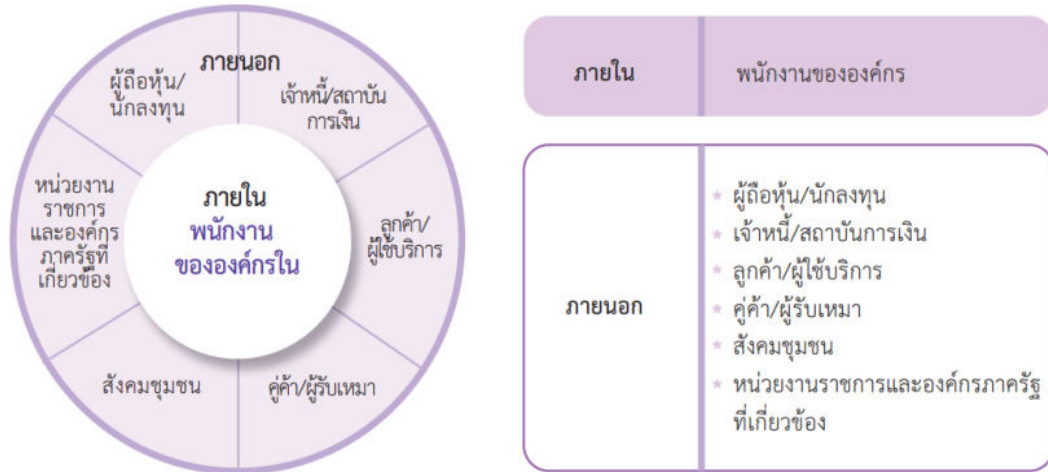 ภายนอก
ผู้ถือหุ้น/
นักลงทุน
เจ้าหนี้/สถาบัน
การเงิน
หน่วยงาน
ราชการ
และองค์กร
ภาครัฐที่
เกี่ยวข้อง
ภายใน
พนักงาน
ขององค์กรใน
ลูกค้า/
ผู้ใช้บริการ
สังคมชุมชน
คู่ค้า/ผู้รับเหมา
ภายใน
พนักงานขององค์กร
ภายนอก
ผู้ถือหุ้น/นักลงทุน
เจ้าหนี้/สถาบันการเงิน
ลูกค้า/ผู้ใช้บริการ
คู่ค้า/ผู้รับเหมา
สังคมชุมชน
หน่วยงานราชการและองค์กรภาครัฐ
ที่เกี่ยวข้อง